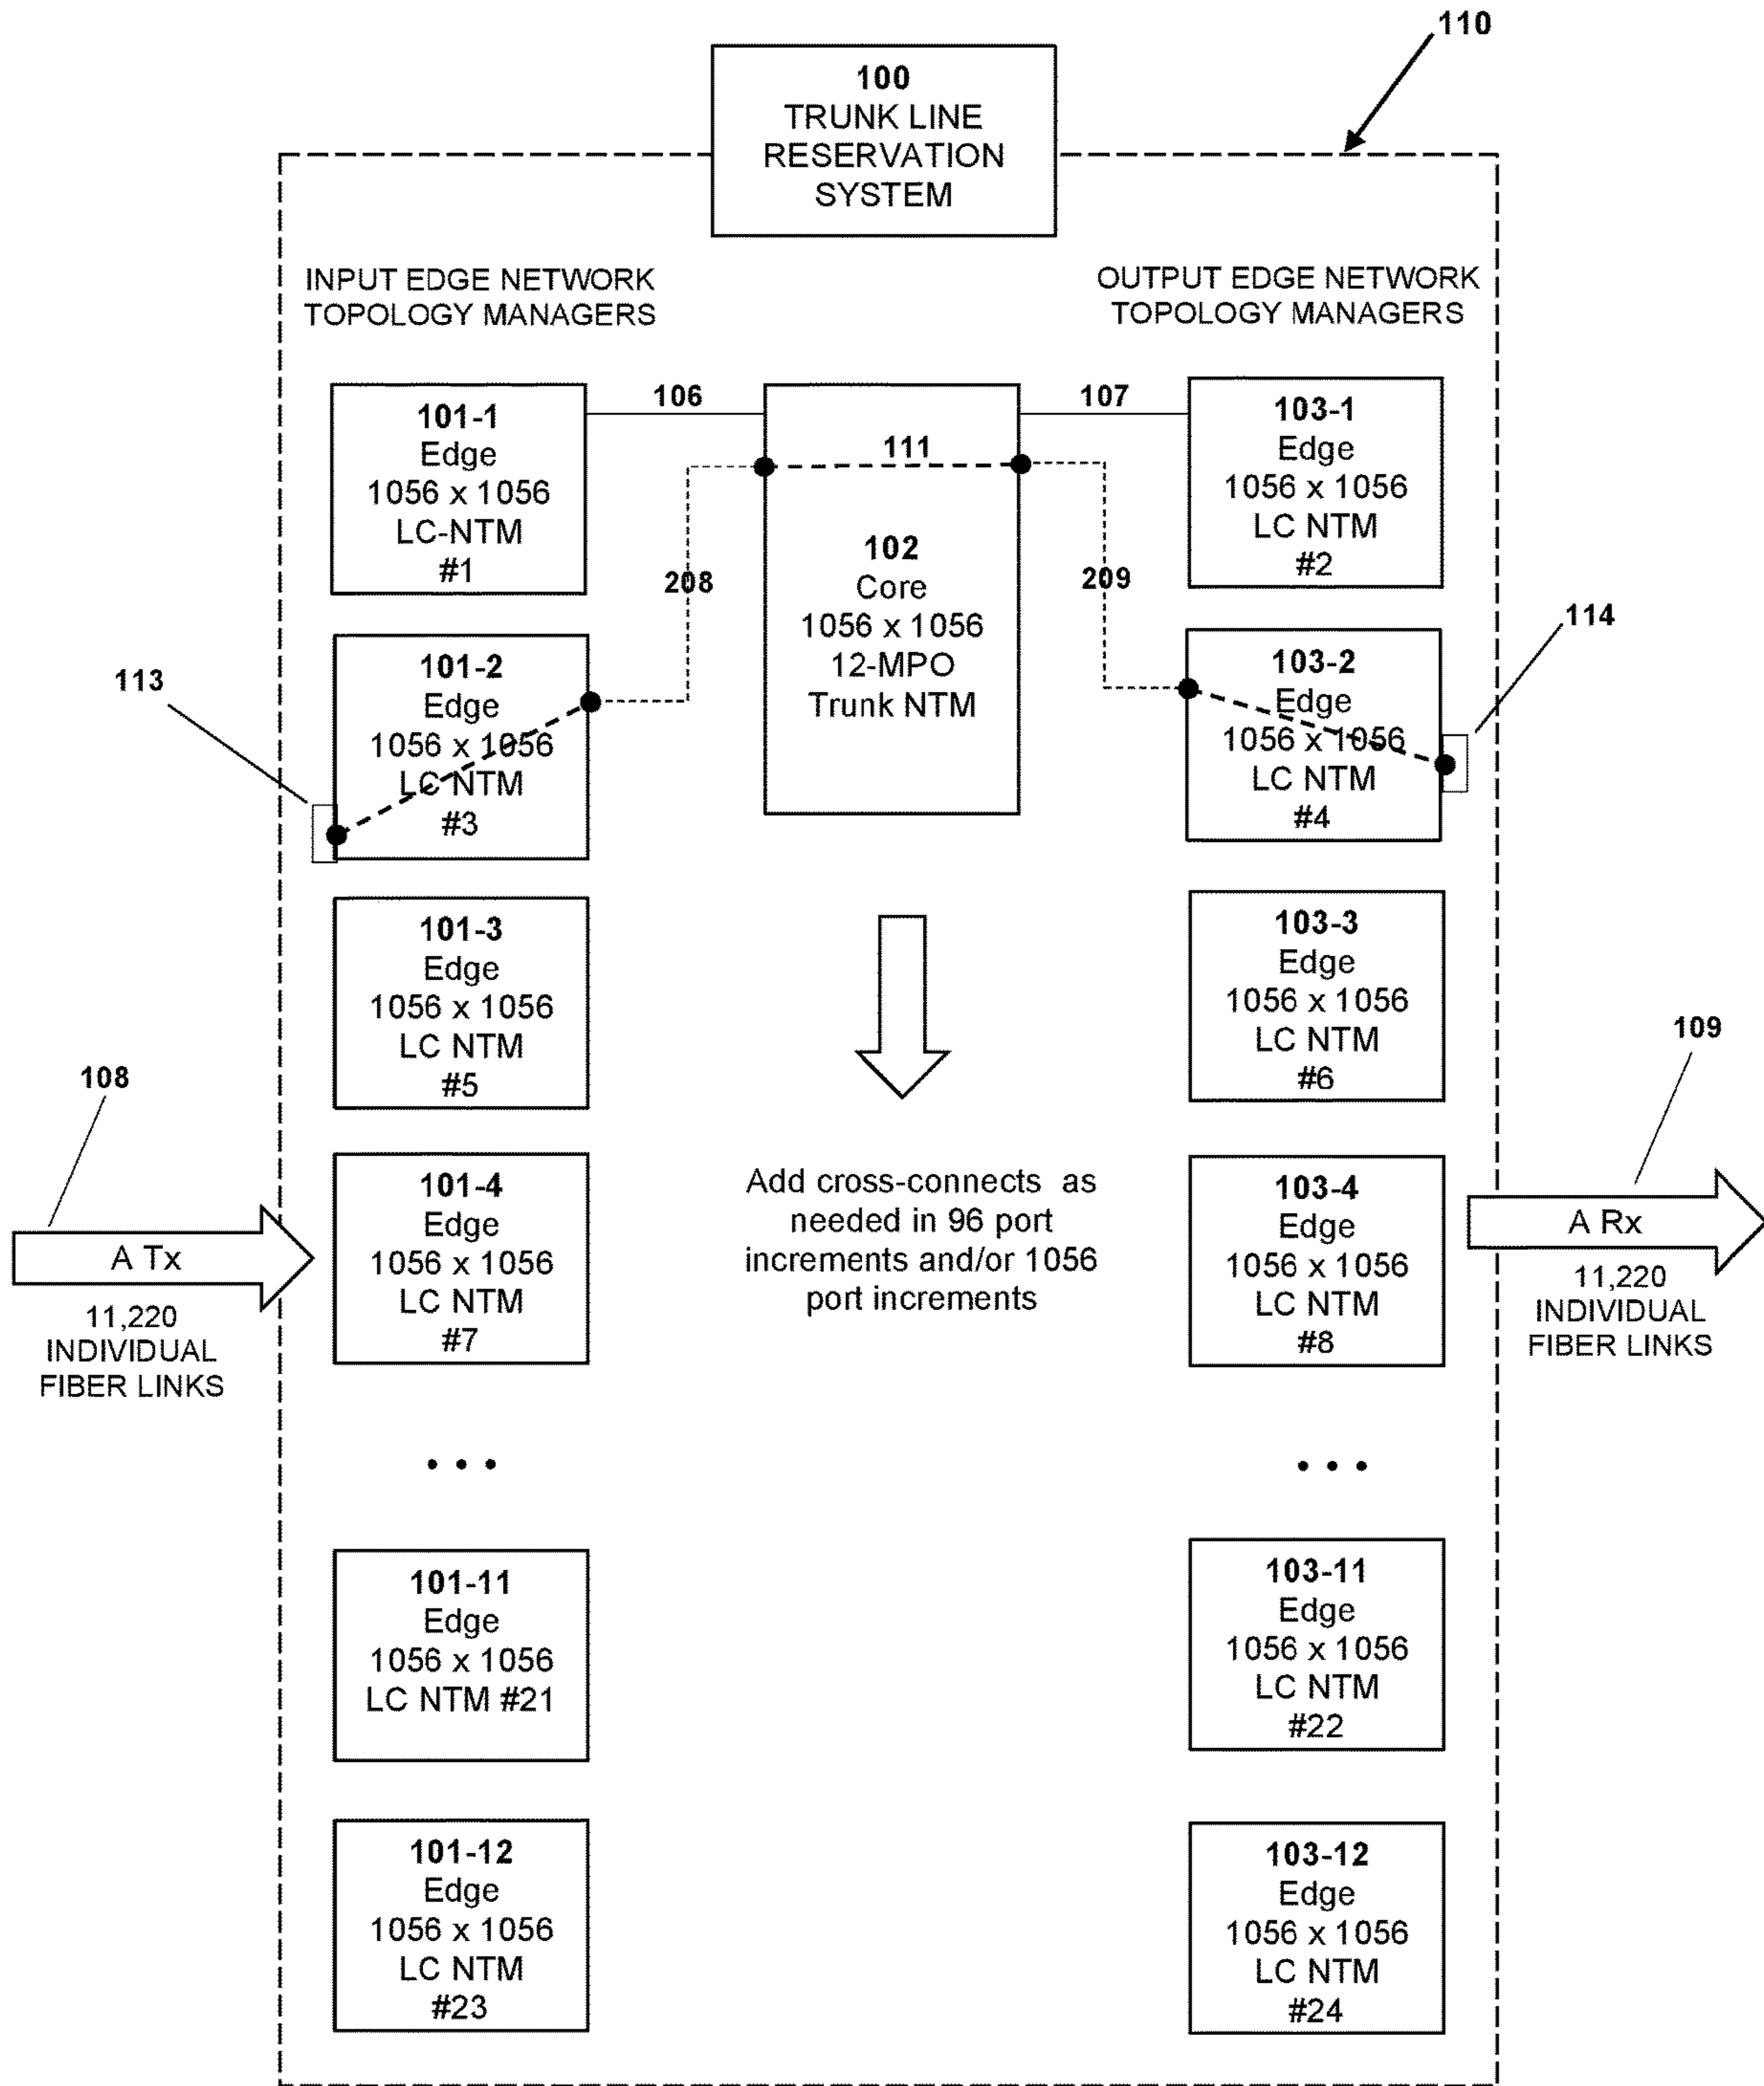 110
100
TRUNK LINE
RESERVATION
SYSTEM
INPUT EDGE NETWORK
TOPOLOGY MANAGERS
OUTPUT EDGE NETWORK
TOPOLOGY MANAGERS
101-1
Edge
1056 x 1056
LC-NTM
#1
106
107
111
102
Core
1056 x 1056
12-MPO
Trunk NTM
103-1
Edge
1056 x 1056
LC NTM
#2
208
209
113
101-2
Edge
1056 x 1056
LC NTM
#3
103-2
Edge
1056 x 1056
LC NTM
#4
114
101-3
Edge
1056 x 1056
LC NTM
#5
103-3
Edge
1056 x 1056
LC NTM
#6
108
A Tx
11,220
INDIVIDUAL
FIBER LINKS
101-4
Edge
1056 x 1056
LC NTM
#7
Add cross-connects as
needed in 96 port
increments and/or 1056
port increments
103-4
Edge
1056 x 1056
LC NTM
#8
109
A Rx
11,220
INDIVIDUAL
FIBER LINKS
• • •
• • •
101-11
Edge
1056 x 1056
LC NTM #21
103-11
Edge
1056 x 1056
LC NTM
#22
101-12
Edge
1056 x 1056
LC NTM
#23
103-12
Edge
1056 x 1056
LC NTM
#24